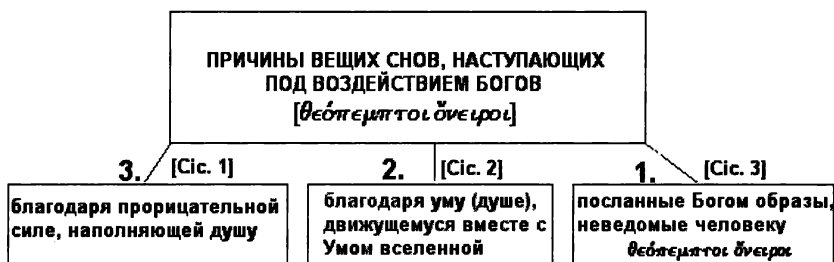 ПРИЧИНЫ ВЕЩИХ СНОВ, НАСТУПАЮЩИХ
ПОД ВОЗДЕЙСТВИЕМ БОГОВ
[θεόπεμπτοι ὄνειροι]
3. [Cic. 1]
благодаря прорицательной
силе, наполняющей душу
2. [Cic. 2]
благодаря уму (душе),
движущемуся вместе с
Умом вселенной
1. [Cic. 3]
посланные Богом образы,
неведомые человеку
θεόπεμπτοι ὄνειροι